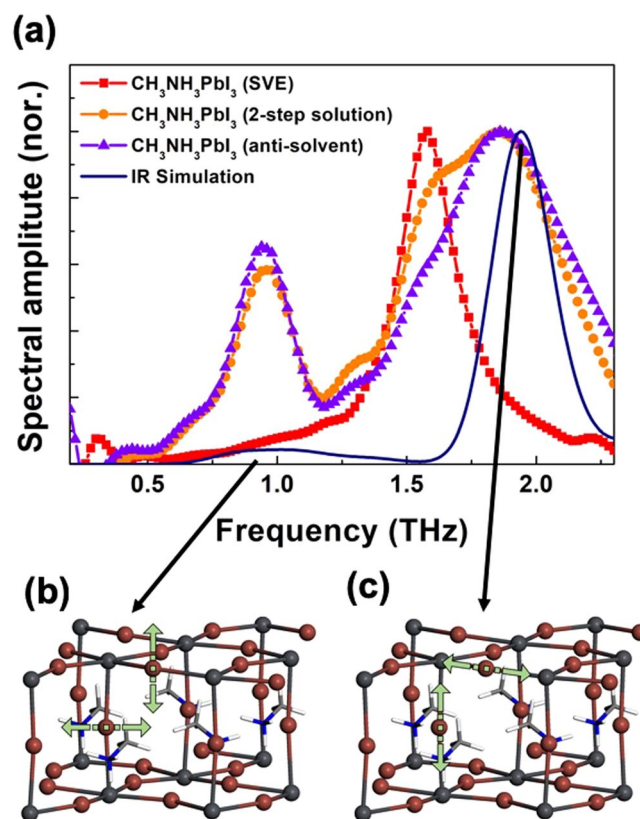 (a)
CH₃NH₃PbI₃ (SVE)
CH₃NH₃PbI₃ (2-step solution)
CH₃NH₃PbI₃ (anti-solvent)
IR Simulation
Spectral amplitude (nor.)
0.5 1.0 1.5 2.0
Frequency (THz)
(b) (c)